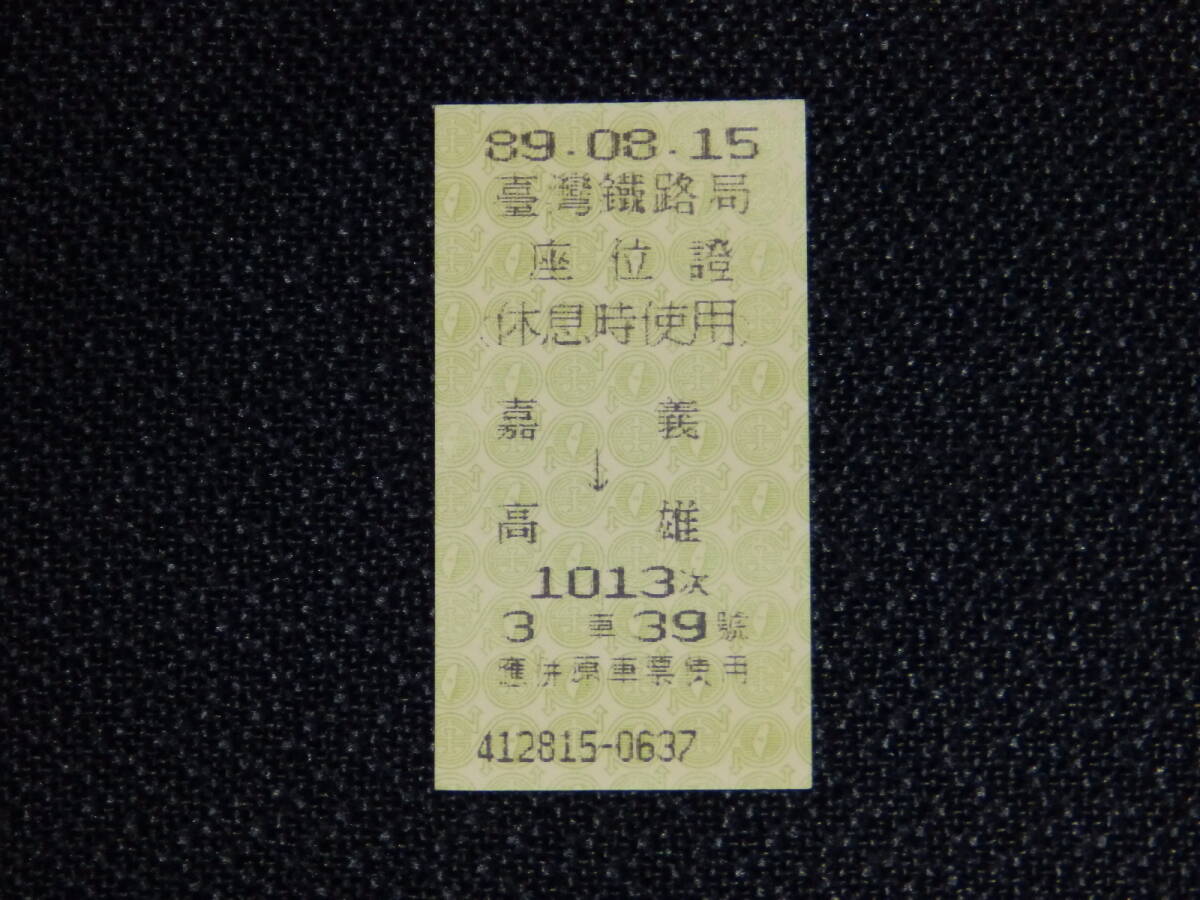 89.08.15
臺灣鐵路局
座位證
(休息時使用)
嘉義
↓
高雄
1013次
3車39號
應併原車票使用
412815-0637